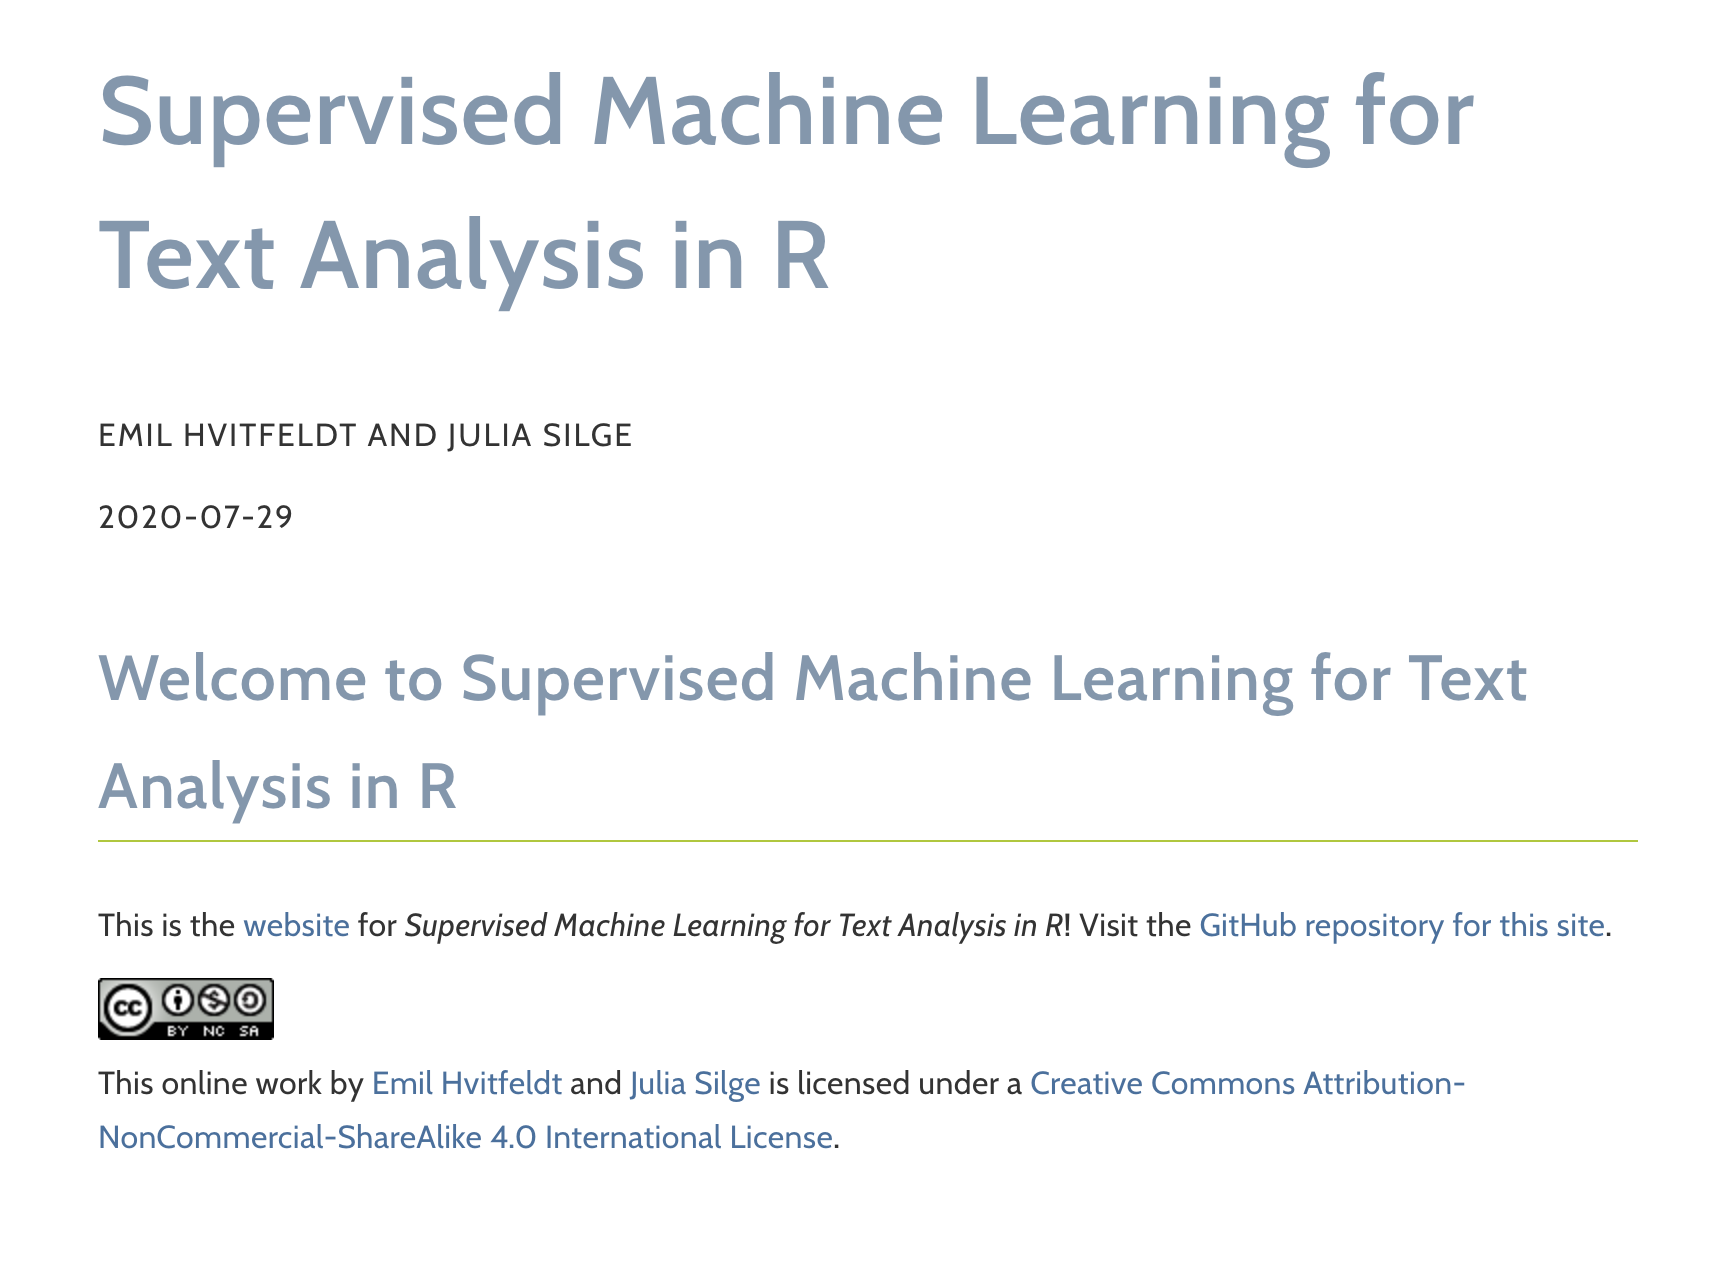 Supervised Machine Learning for
Text Analysis in R
EMIL HVITFELDT AND JULIA SILGE
2020-07-29
Welcome to Supervised Machine Learning for Text
Analysis in R
This is the website for Supervised Machine Learning for Text Analysis in R! Visit the GitHub repository for this site.
cc BY NC SA
This online work by Emil Hvitfeldt and Julia Silge is licensed under a Creative Commons Attribution-
NonCommercial-ShareAlike 4.0 International License.